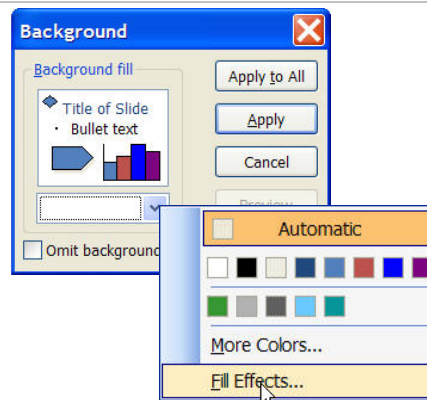 Background
Background fill
Title of Slide
· Bullet text
Apply to All
Apply
Cancel
Preview
Omit background
Automatic
More Colors...
Fill Effects...